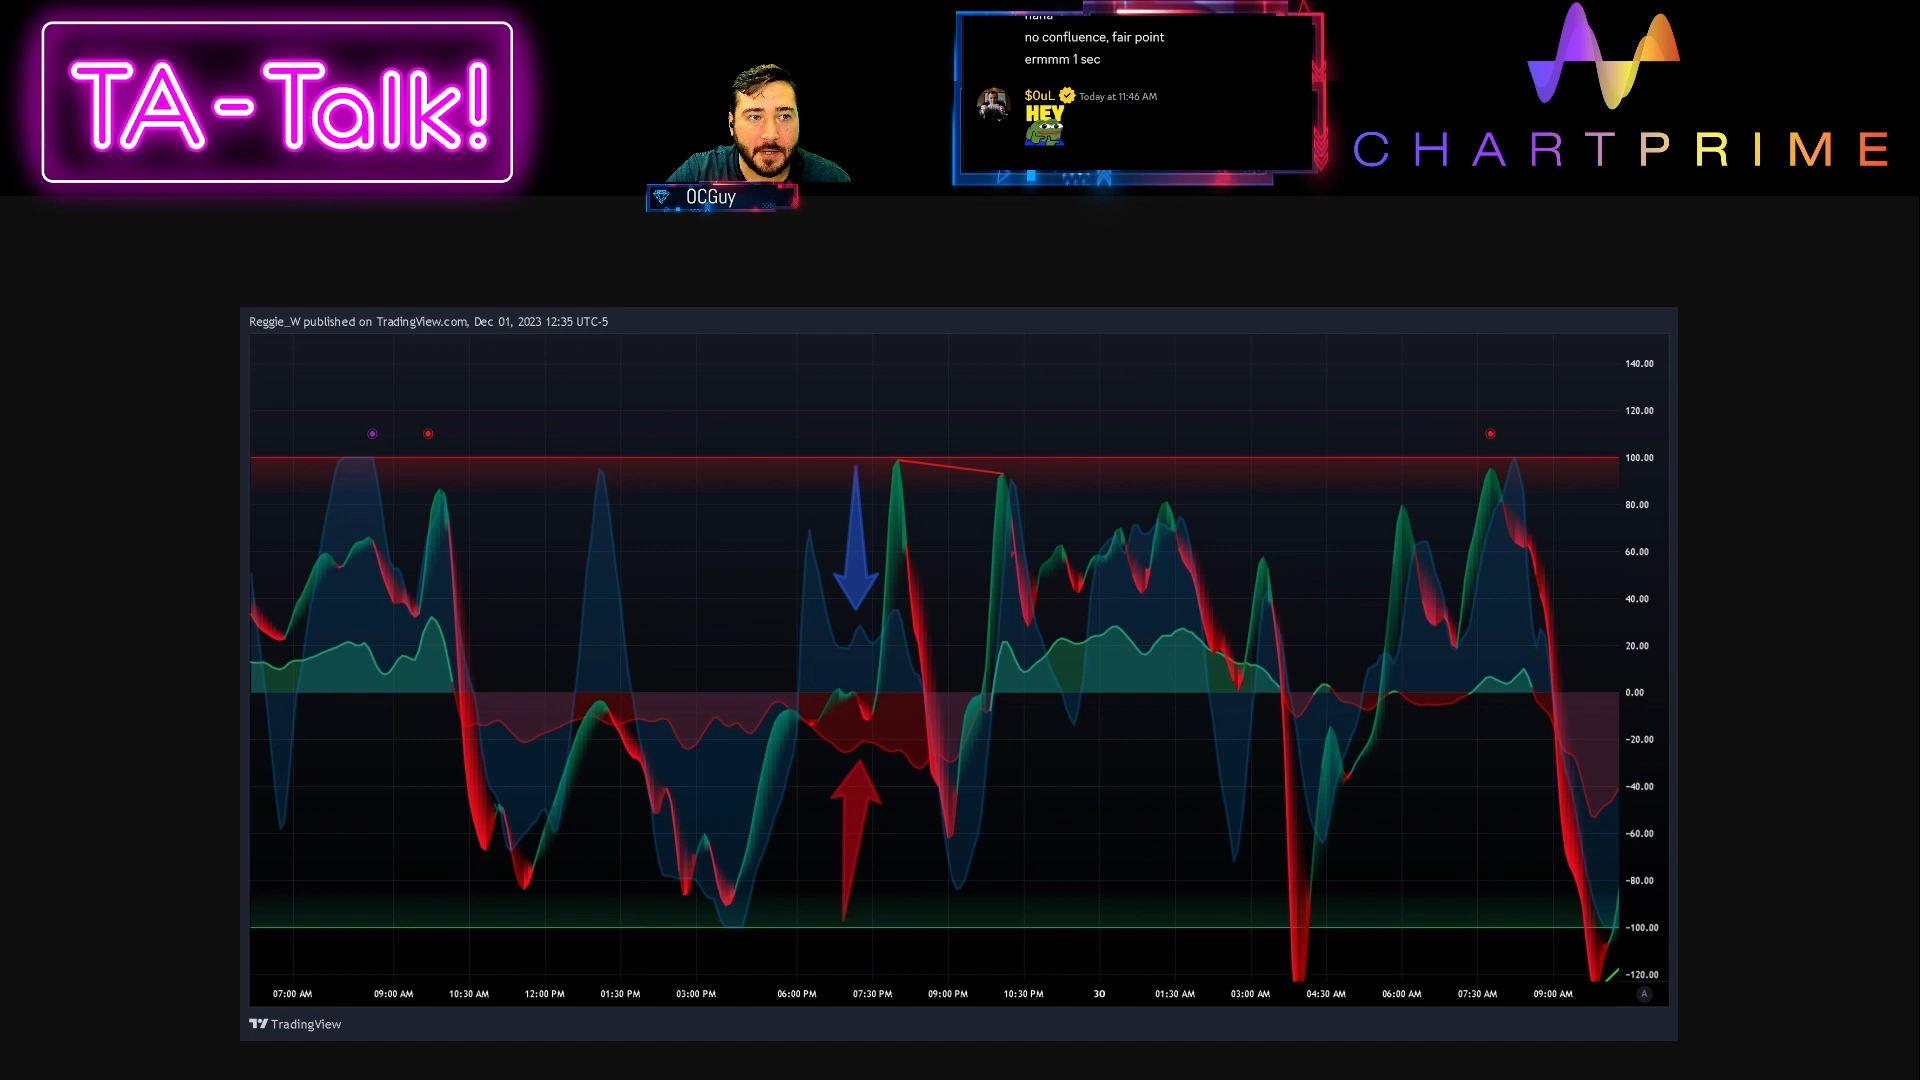 TA-Talk!
OCGuy
no confluence, fair point
ermmm 1 sec
$0uL Today at 11:46 AM
HEY
CHARTPRIME
Reggie_W published on TradingView.com, Dec 01, 2023 12:35 UTC-5
140.00
120.00
100.00
80.00
60.00
40.00
20.00
0.00
-20.00
-40.00
-60.00
-80.00
-100.00
-120.00
07:00 AM 09:00 AM 10:30 AM 12:00 PM 01:30 PM 03:00 PM 06:00 PM 07:30 PM 09:00 PM 10:30 PM 30 01:30 AM 03:00 AM 04:30 AM 06:00 AM 07:30 AM 09:00 AM A
TradingView